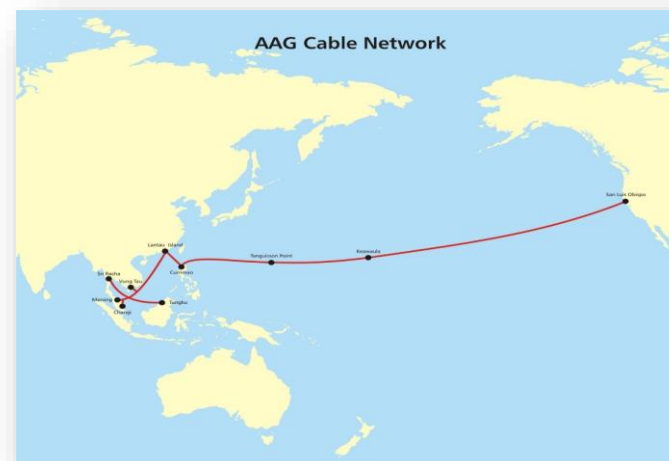 AAG Cable Network
San Luis Obispo
Lantau Island
Keawaula
Tanguisson Point
Currimao
Sri Racha
Vung Tau
Mersing
Tungku
Changi